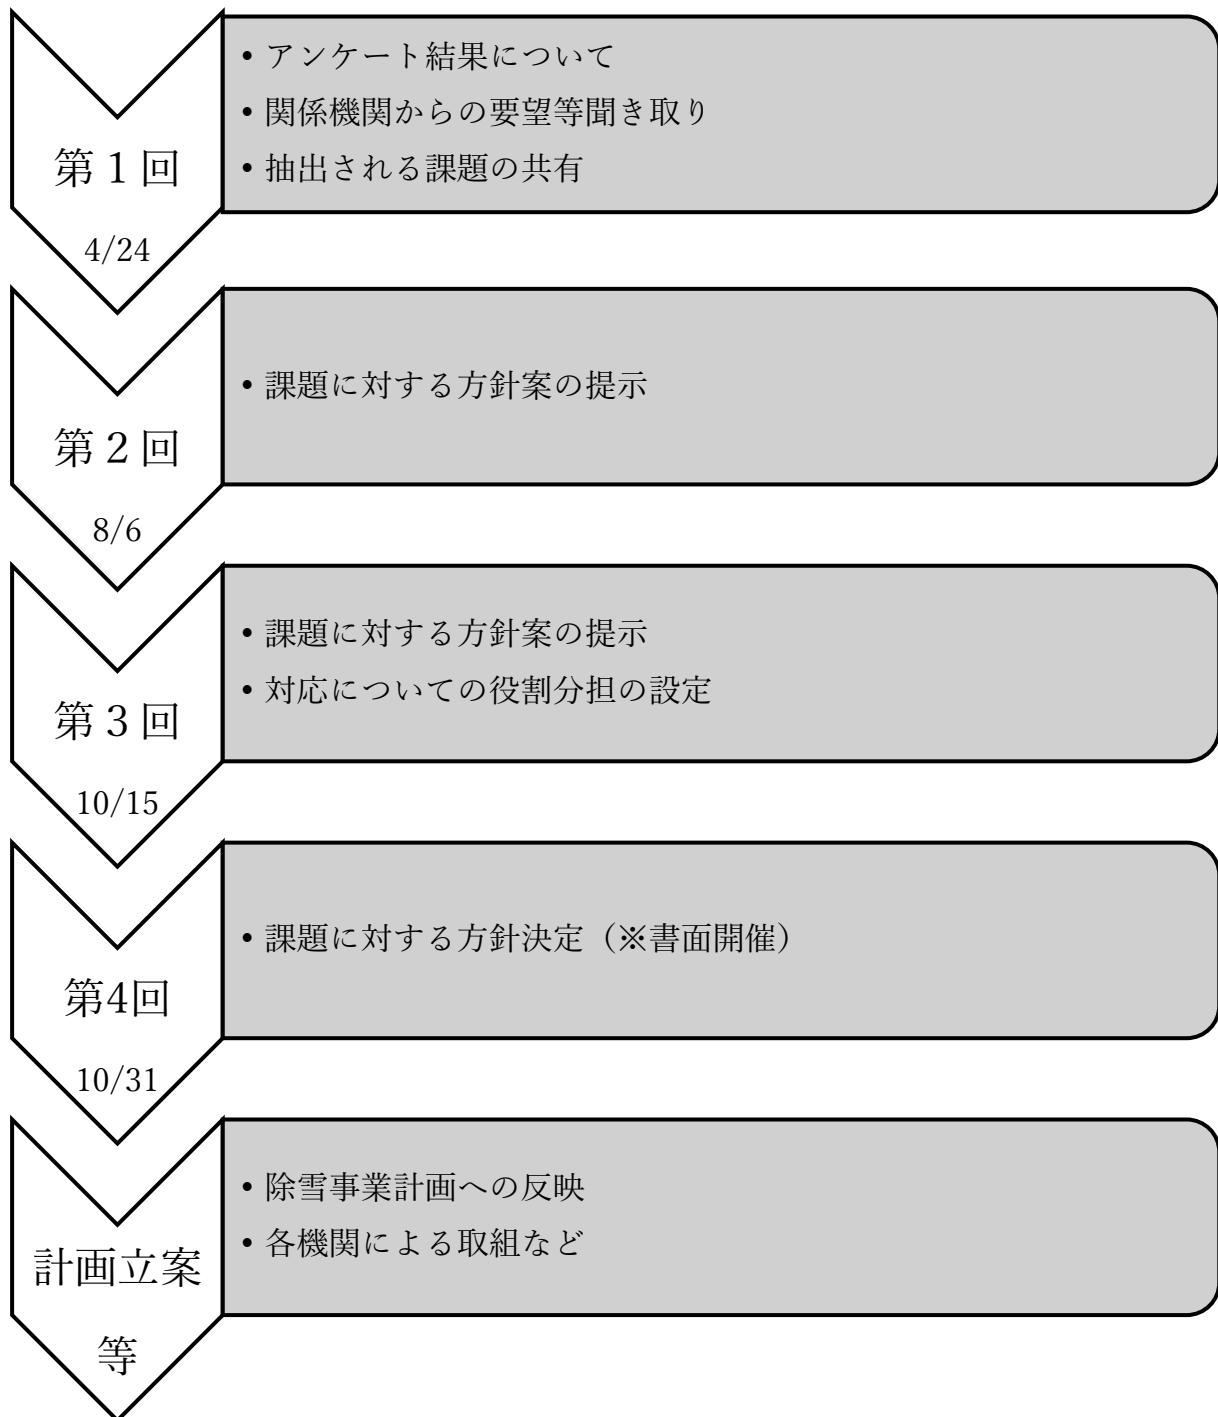 第１回
4/24
• アンケート結果について
• 関係機関からの要望等聞き取り
• 抽出される課題の共有
第２回
8/6
• 課題に対する方針案の提示
第３回
10/15
• 課題に対する方針案の提示
• 対応についての役割分担の設定
第4回
10/31
• 課題に対する方針決定（※書面開催）
計画立案
等
• 除雪事業計画への反映
• 各機関による取組など